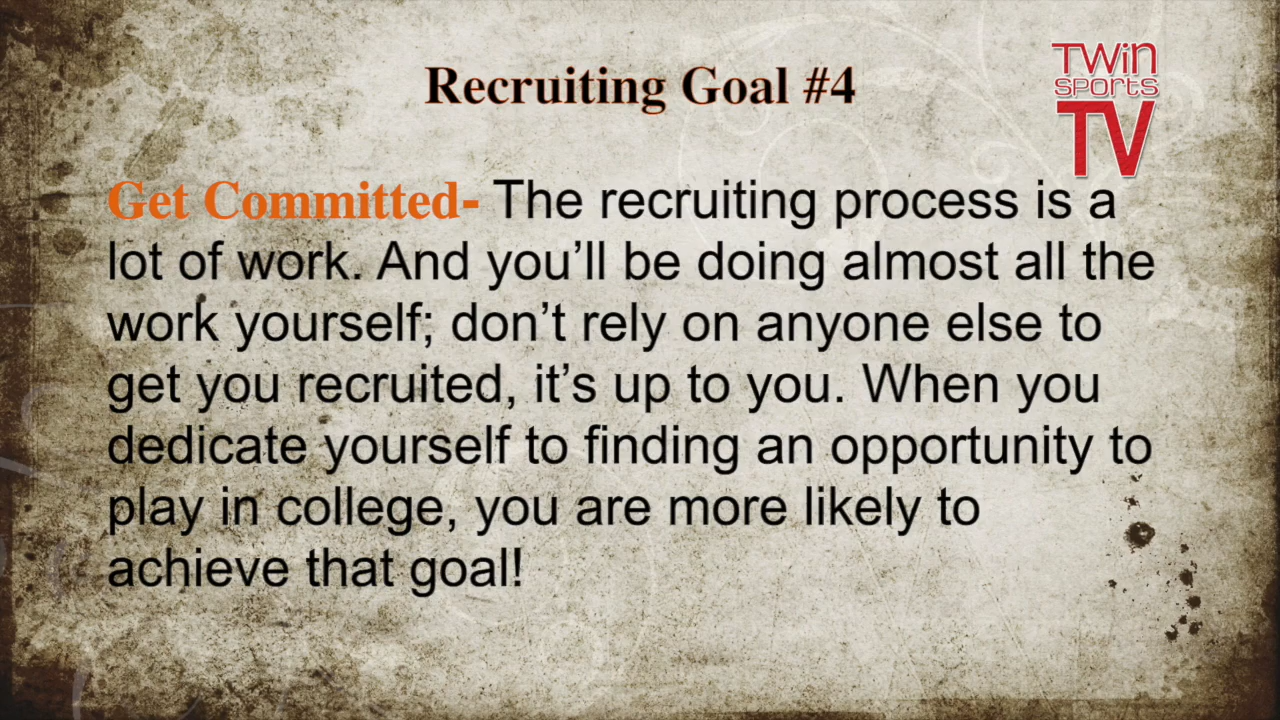 Recruiting Goal #4
TWiN
SPORTS
TV
Get Committed- The recruiting process is a
lot of work. And you’ll be doing almost all the
work yourself; don’t rely on anyone else to
get you recruited, it’s up to you. When you
dedicate yourself to finding an opportunity to
play in college, you are more likely to
achieve that goal!